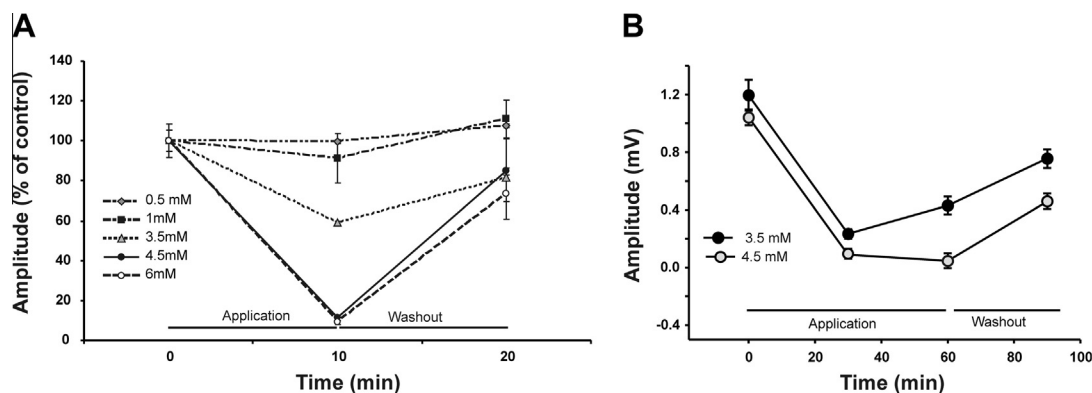 A
Amplitude (% of control)
140
120
100
80
60
40
20
0
0.5 mM
1mM
3.5mM
4.5mM
6mM
Application
Washout
0
10
20
Time (min)
B
Amplitude (mV)
1.2
0.8
0.4
0.0
-0.4
3.5 mM
4.5 mM
Application
Washout
0
20
40
60
80
100
Time (min)